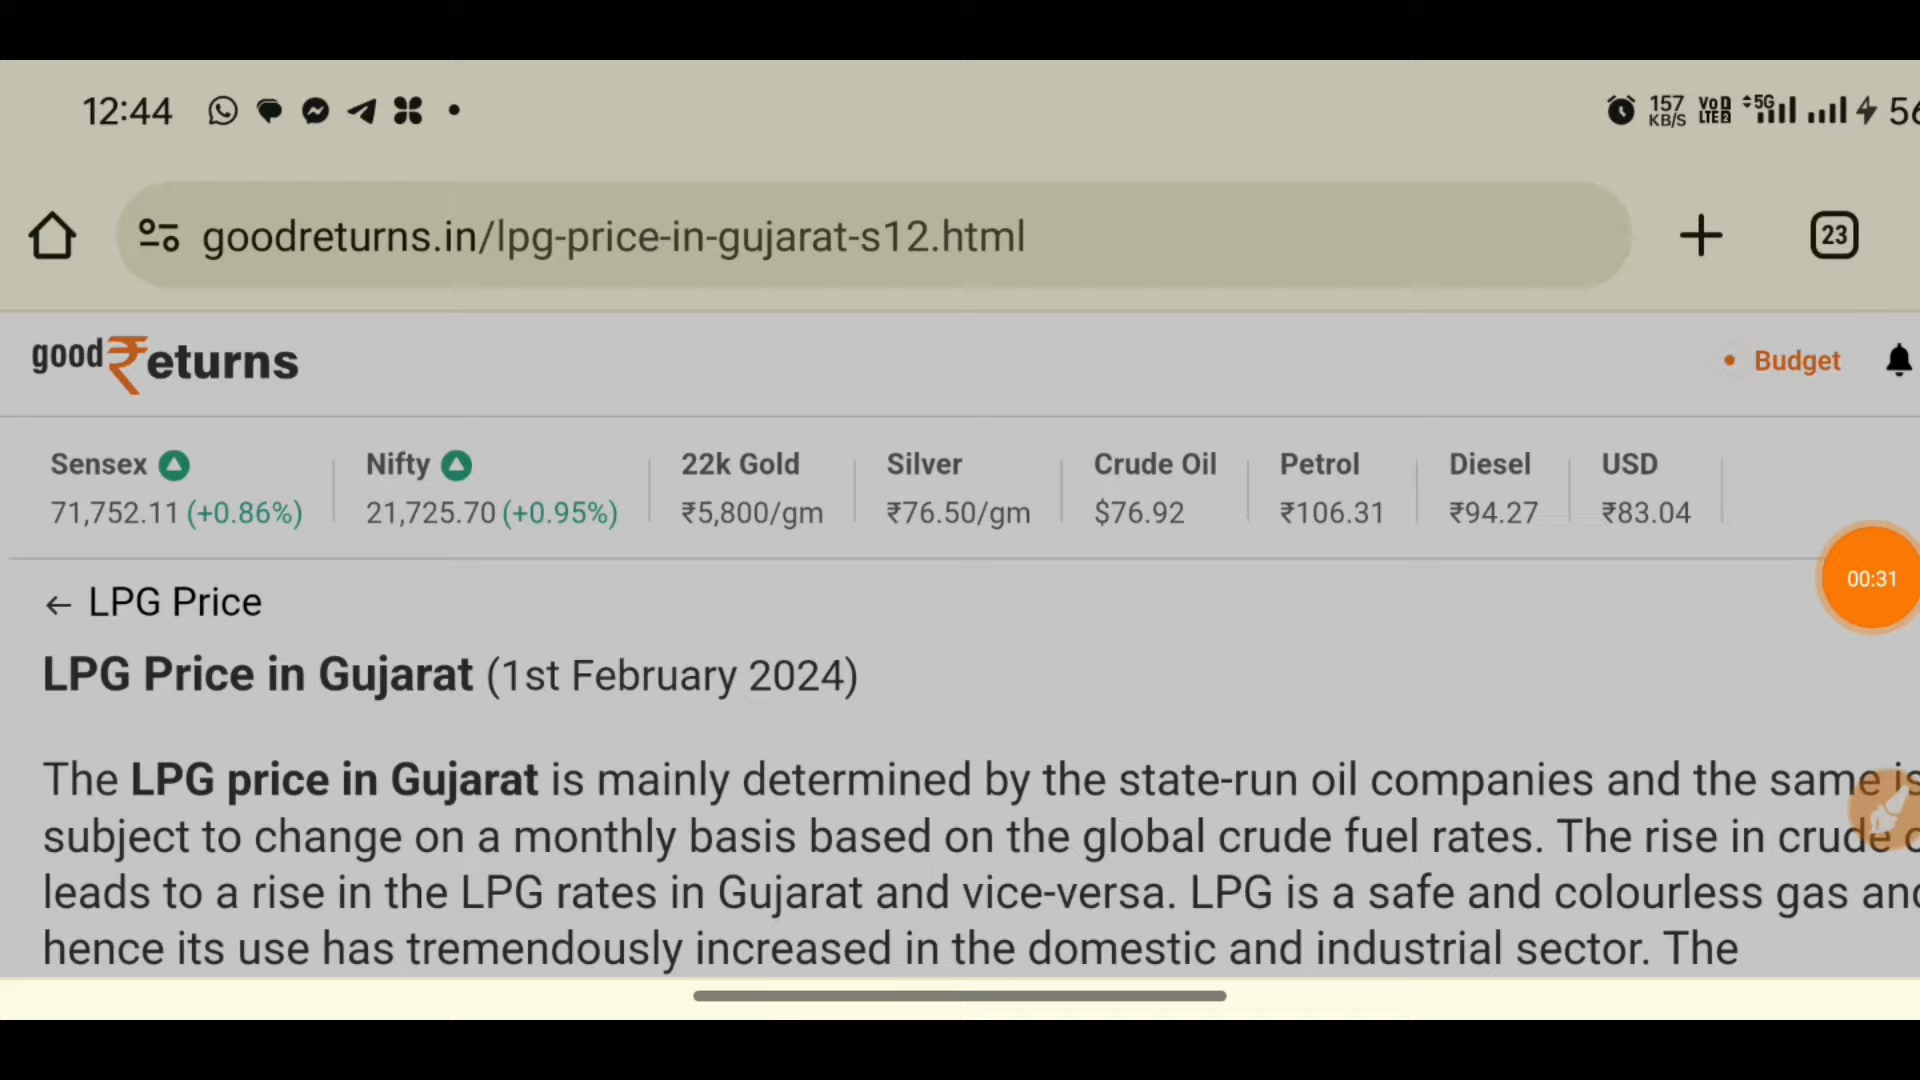 12:44
157 KB/S VoD LTE2 5G
goodreturns.in/lpg-price-in-gujarat-s12.html
23
good₹eturns
Budget
Sensex Nifty 22k Gold Silver Crude Oil Petrol Diesel USD
71,752.11 (+0.86%) 21,725.70 (+0.95%) ₹5,800/gm ₹76.50/gm $76.92 ₹106.31 ₹94.27 ₹83.04
00:31
← LPG Price
LPG Price in Gujarat (1st February 2024)
The LPG price in Gujarat is mainly determined by the state-run oil companies and the same is
subject to change on a monthly basis based on the global crude fuel rates. The rise in crude
leads to a rise in the LPG rates in Gujarat and vice-versa. LPG is a safe and colourless gas
hence its use has tremendously increased in the domestic and industrial sector. The